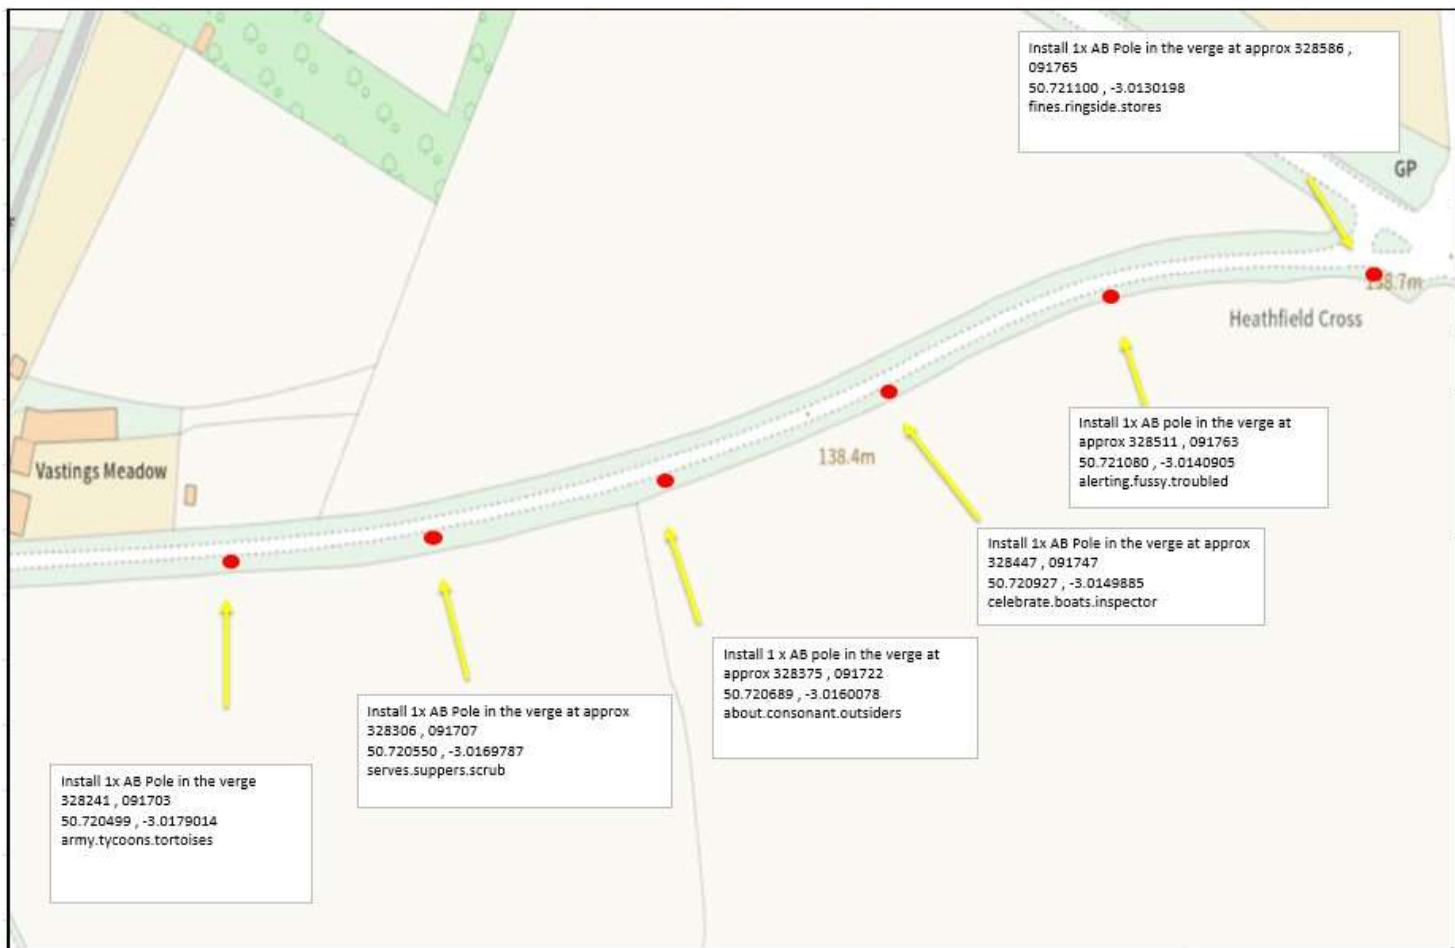 Install 1x AB Pole in the verge at approx 328586 ,
091765
50.721100 , -3.0130198
fines.ringside.stores
GP
138.7m
Heathfield Cross
Install 1x AB pole in the verge at
approx 328511 , 091763
50.721080 , -3.0140905
alerting.fussy.troubled
138.4m
Vastings Meadow
Install 1x AB Pole in the verge at approx
328447 , 091747
50.720927 , -3.0149885
celebrate.boats.inspector
Install 1 x AB pole in the verge at
approx 328375 , 091722
50.720689 , -3.0160078
about.consonant.outsiders
Install 1x AB Pole in the verge at approx
328306 , 091707
50.720550 , -3.0169787
serves.suppers.scrub
Install 1x AB Pole in the verge
328241 , 091703
50.720499 , -3.0179014
army.tycoons.tortoises